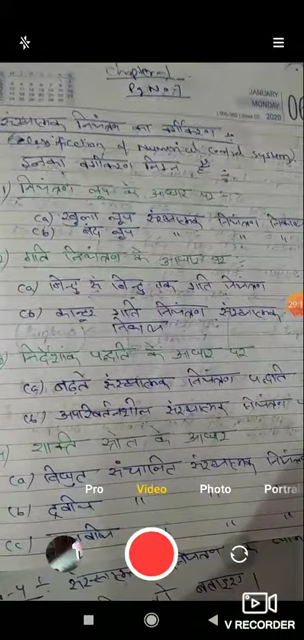 Chapter-1
Pg No:-1
JANUARY
MONDAY
2020
संख्यात्मक नियंत्रण का वर्गीकरण
Classification of Numerical Control System)
इनका वर्गीकरण निम्न है
1) नियंत्रण लूप के आधार पर
(a) खुला लूप संख्यात्मक नियंत्रण निकाय
(b) बंद लूप " " "
गति नियंत्रण के आधार पर
(a) बिन्दु से बिन्दु तक गति नियंत्रण
(b) कन्टूर गति नियंत्रण संख्यात्मक
निकाय
निर्देशांक पद्धति के आधार पर
(a) बढ़ते संख्यात्मक नियंत्रण पद्धति
(b) अपरिवर्तनशील संख्यात्मक नियंत्रण
शक्ति स्रोत के आधार
(a) विद्युत संचालित संख्यात्मक नियंत्रण
(b) द्रवीय " "
(c) " "
Pro Video Photo Portra
V RECORDER